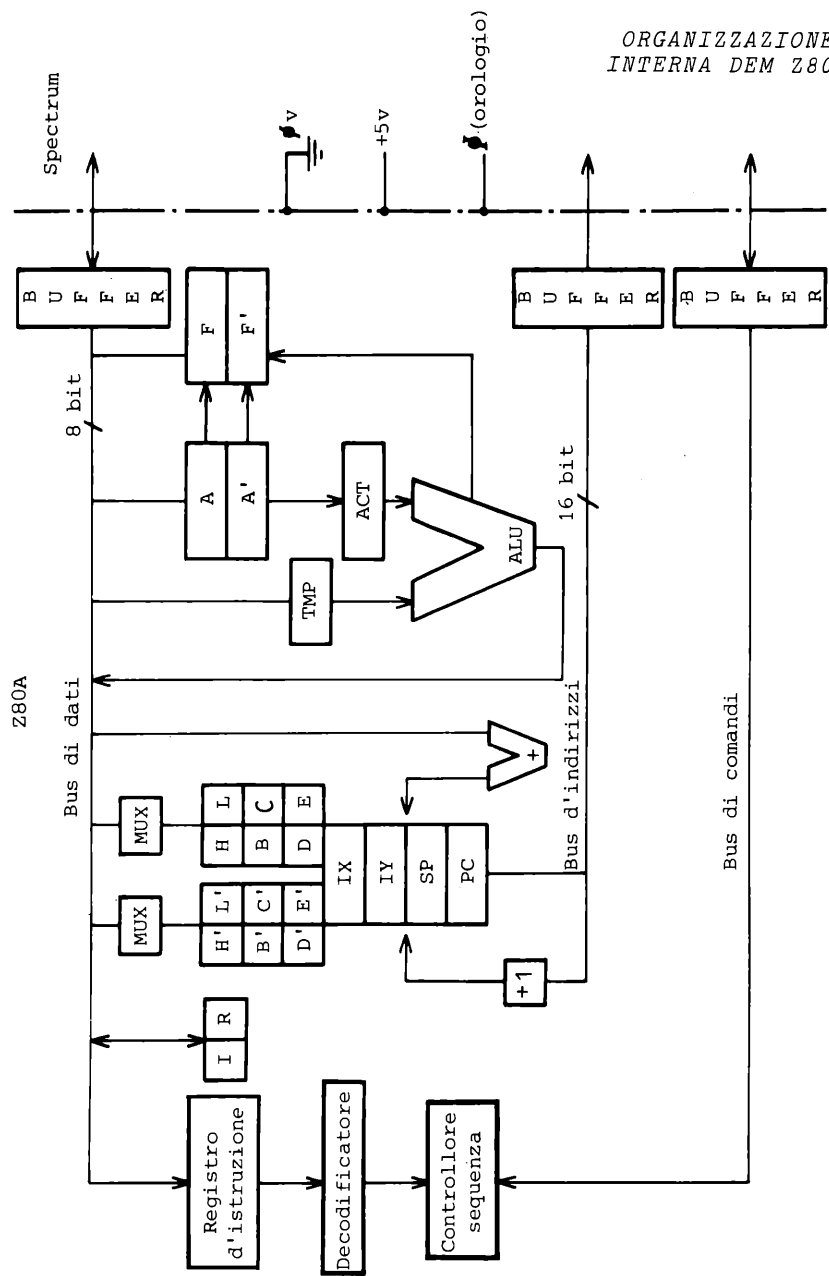 ORGANIZZAZIONE
INTERNA DEM Z80
Z80A
Spectrum
Bus di dati
8 bit
BUFFER
MUX
MUX
H' L'
B' C'
D' E'
H L
B C
D E
IX
IY
SP
PC
I R
A
A'
F
F'
TMP
ACT
ALU
+
+1
Registro
d'istruzione
Decodificatore
Controllore
sequenza
Bus d'indirizzi
16 bit
BUFFER
Bus di comandi
BUFFER
0v
+5v
Φ (orologio)